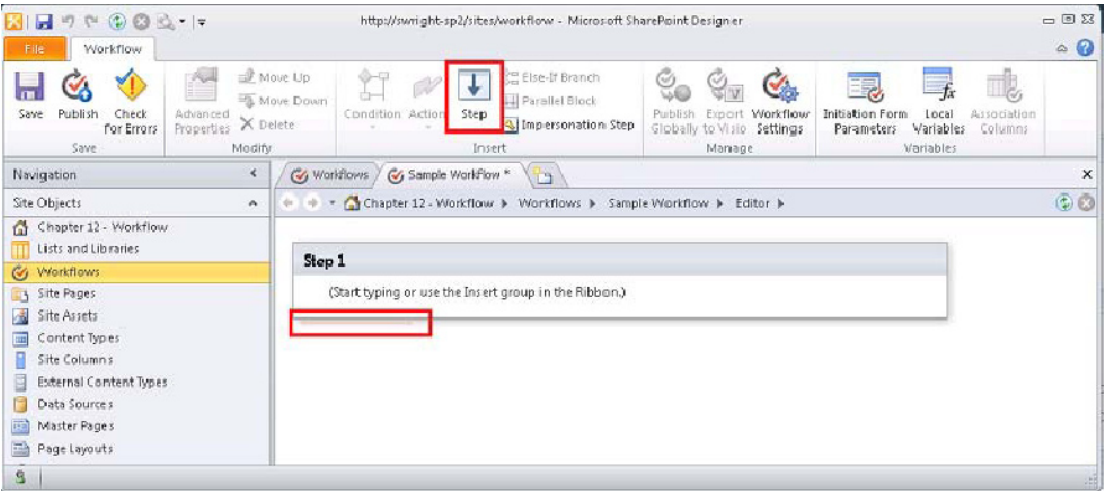 http://swright-sp2/sites/workflow - Microsoft SharePoint Designer
File Workflow
Save Publish Check for Errors
Save
Advanced Properties
Move Up
Move Down
Delete
Modify
Condition Action Step
Else-If Branch
Parallel Block
Impersonation Step
Insert
Publish Globally Export to Visio Workflow Settings
Manage
Initiation Form Parameters Local Variables Association Columns
Variables
Navigation
Workflows Sample Workflow *
Site Objects
Chapter 12 - Workflow Workflows Sample Workflow Editor
Chapter 12 - Workflow
Lists and Libraries
Workflows
Site Pages
Site Assets
Content Types
Site Columns
External Content Types
Data Sources
Master Pages
Page Layouts
Step 1
(Start typing or use the Insert group in the Ribbon.)